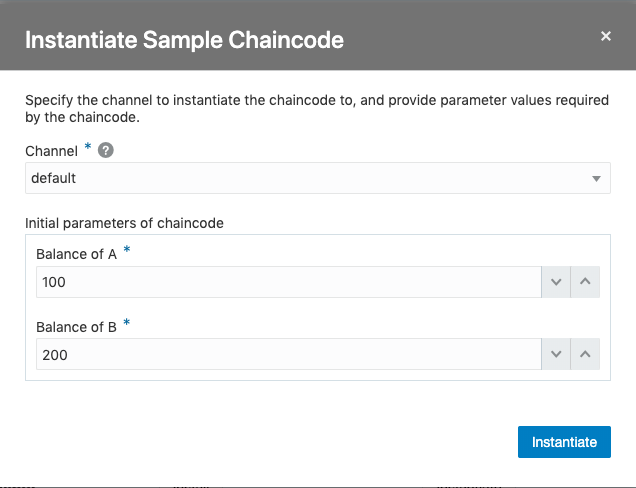 Instantiate Sample Chaincode
Specify the channel to instantiate the chaincode to, and provide parameter values required
by the chaincode.
Channel *
default
Initial parameters of chaincode
Balance of A *
100
Balance of B *
200
Instantiate